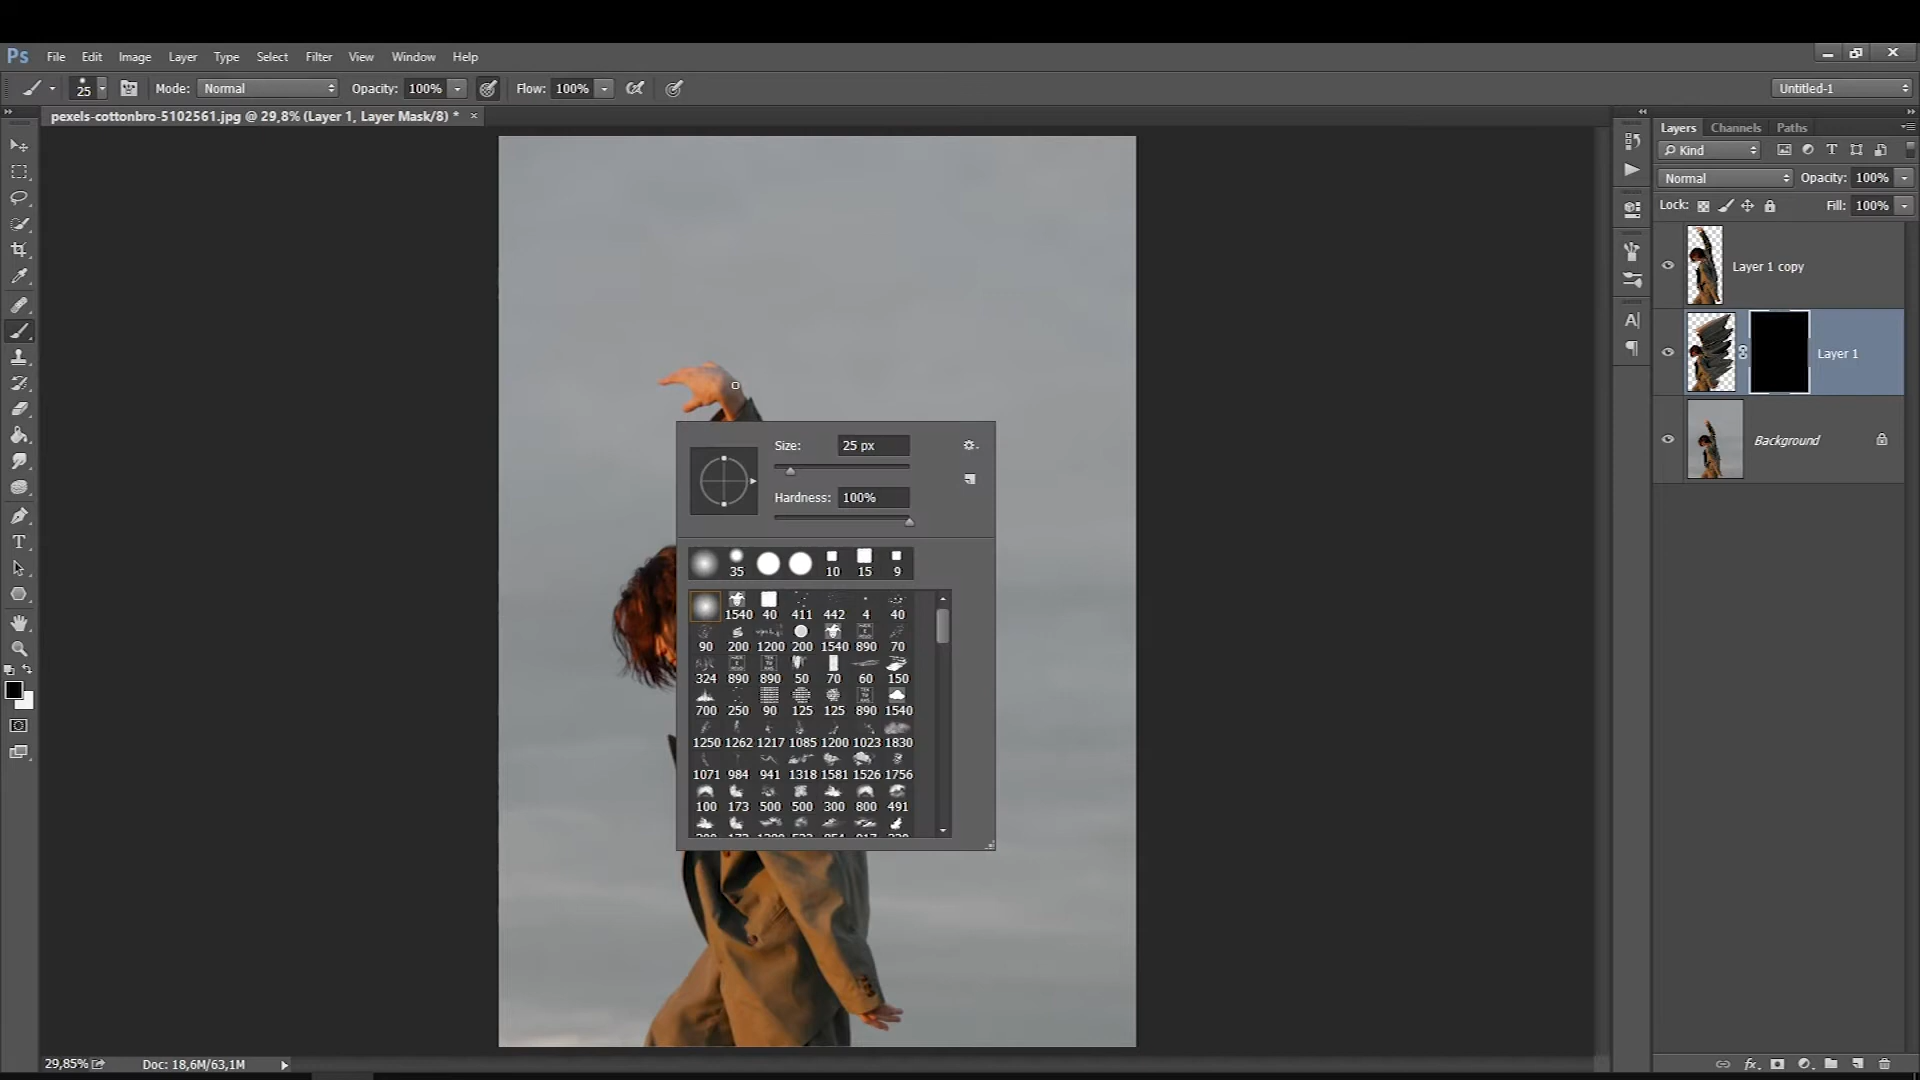 Ps File Edit Image Layer Type Select Filter View Window Help
25 Mode: Normal Opacity: 100% Flow: 100% Untitled-1
pexels-cottonbro-5102561.jpg @ 29,8% (Layer 1, Layer Mask/8) * ×
Layers Channels Paths
Kind
Normal Opacity: 100%
Lock: Fill: 100%
Layer 1 copy
Layer 1
Background
Size: 25 px
Hardness: 100%
35 10 15 9
1540 40 411 442 4 40
90 200 1200 200 1540 890 70
324 890 890 50 70 60 150
700 250 90 125 125 890 1540
1250 1262 1217 1085 1200 1023 1830
1071 984 941 1318 1581 1526 1756
100 173 500 500 300 800 491
29,85% Doc: 18,6M/63,1M